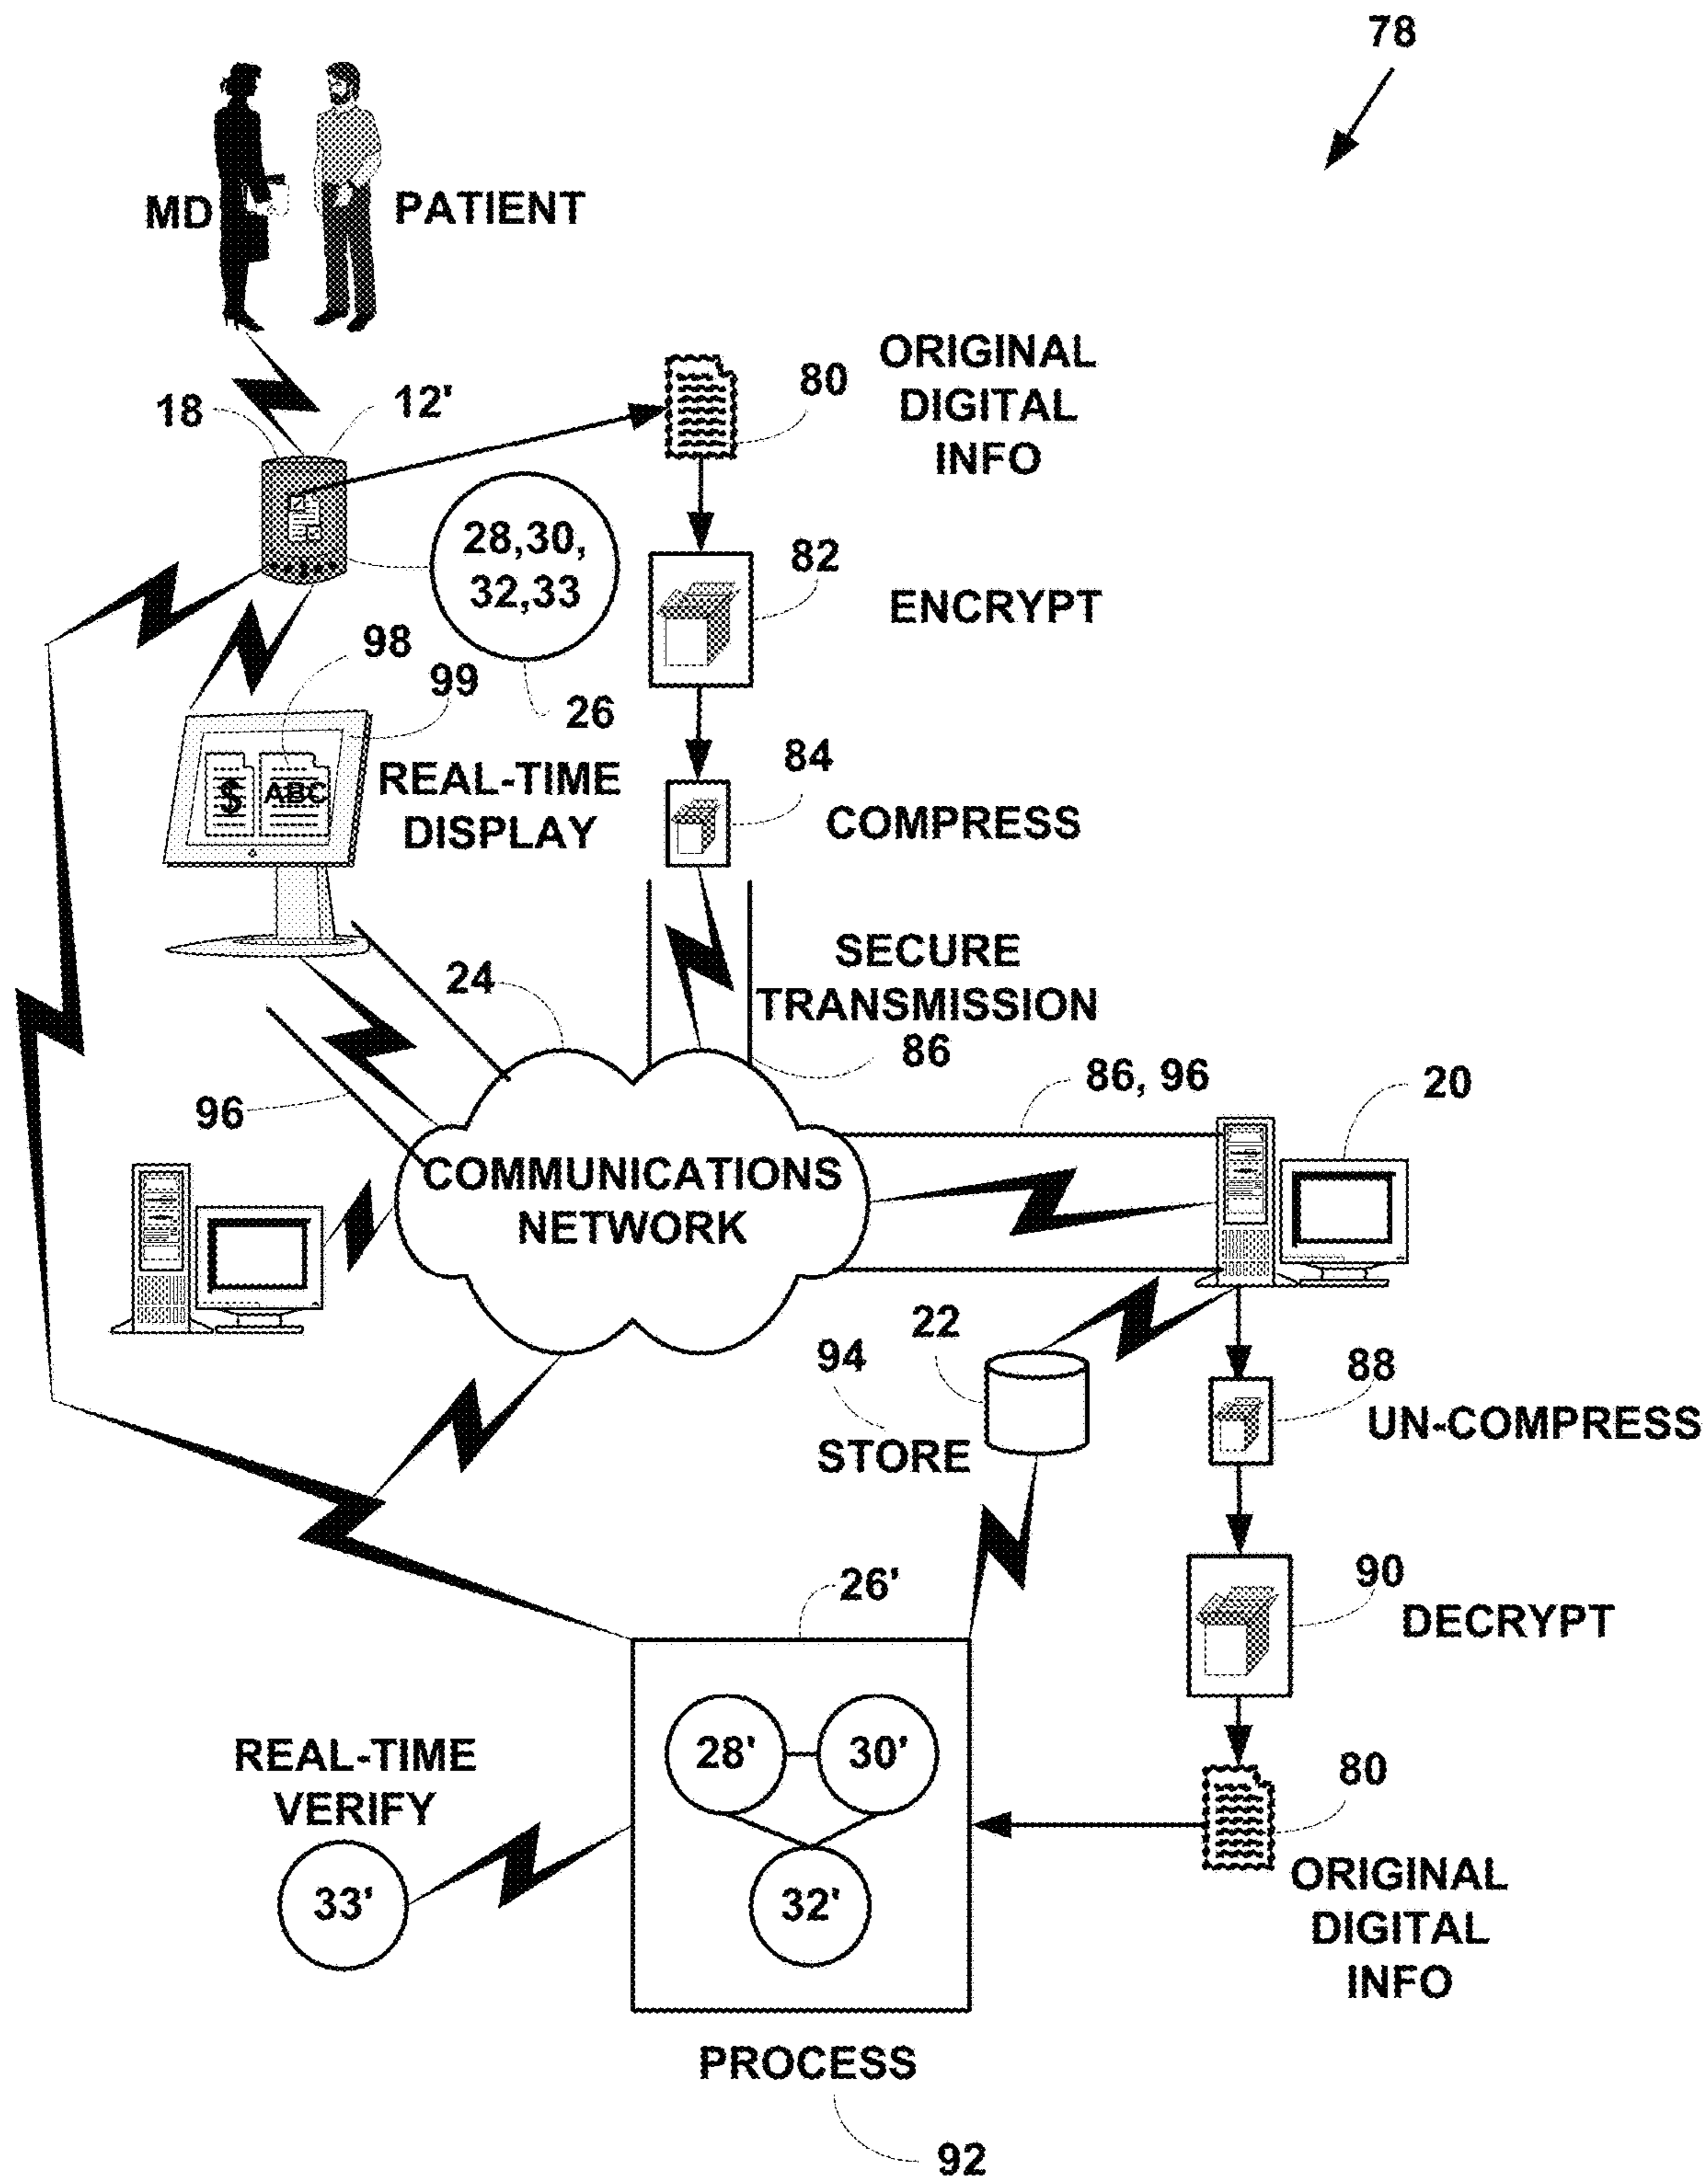 78
MD
PATIENT
ORIGINAL
DIGITAL
INFO
80
18
12'
28,30,
32,33
82
ENCRYPT
98
99
26
84
REAL-TIME
DISPLAY
COMPRESS
$
ABC
SECURE
TRANSMISSION
86
24
86, 96
20
96
COMMUNICATIONS
NETWORK
22
94
STORE
88
UN-COMPRESS
26'
90
DECRYPT
28'
30'
32'
REAL-TIME
VERIFY
33'
80
ORIGINAL
DIGITAL
INFO
PROCESS
92